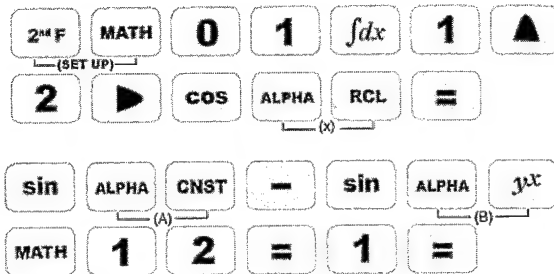 2ndF MATH 0 1 ∫dx 1 ▲
(SET UP)
2 ► cos ALPHA RCL =
(x)
sin ALPHA CNST - sin ALPHA yx
(A) (B)
MATH 1 2 = 1 =